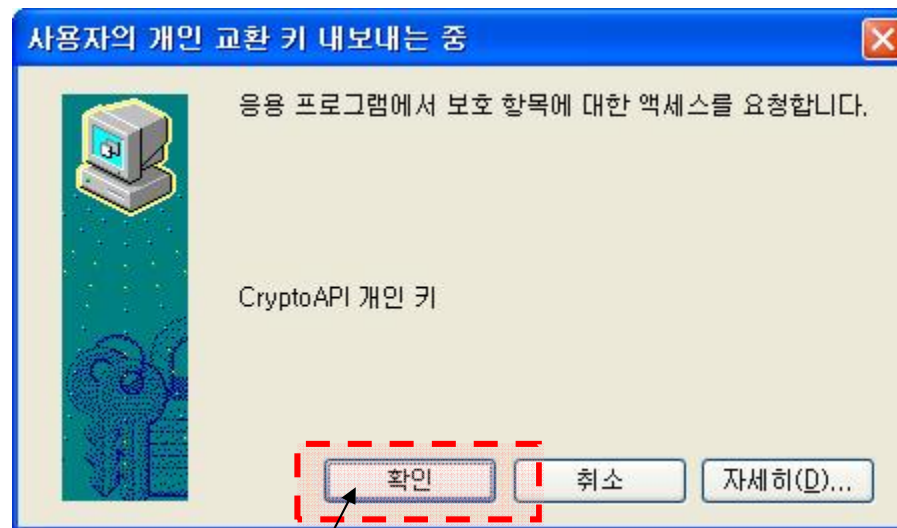 사용자의 개인 교환 키 내보내는 중
응용 프로그램에서 보호 항목에 대한 액세스를 요청합니다.
CryptoAPI 개인 키
확인
취소
자세히(D)...